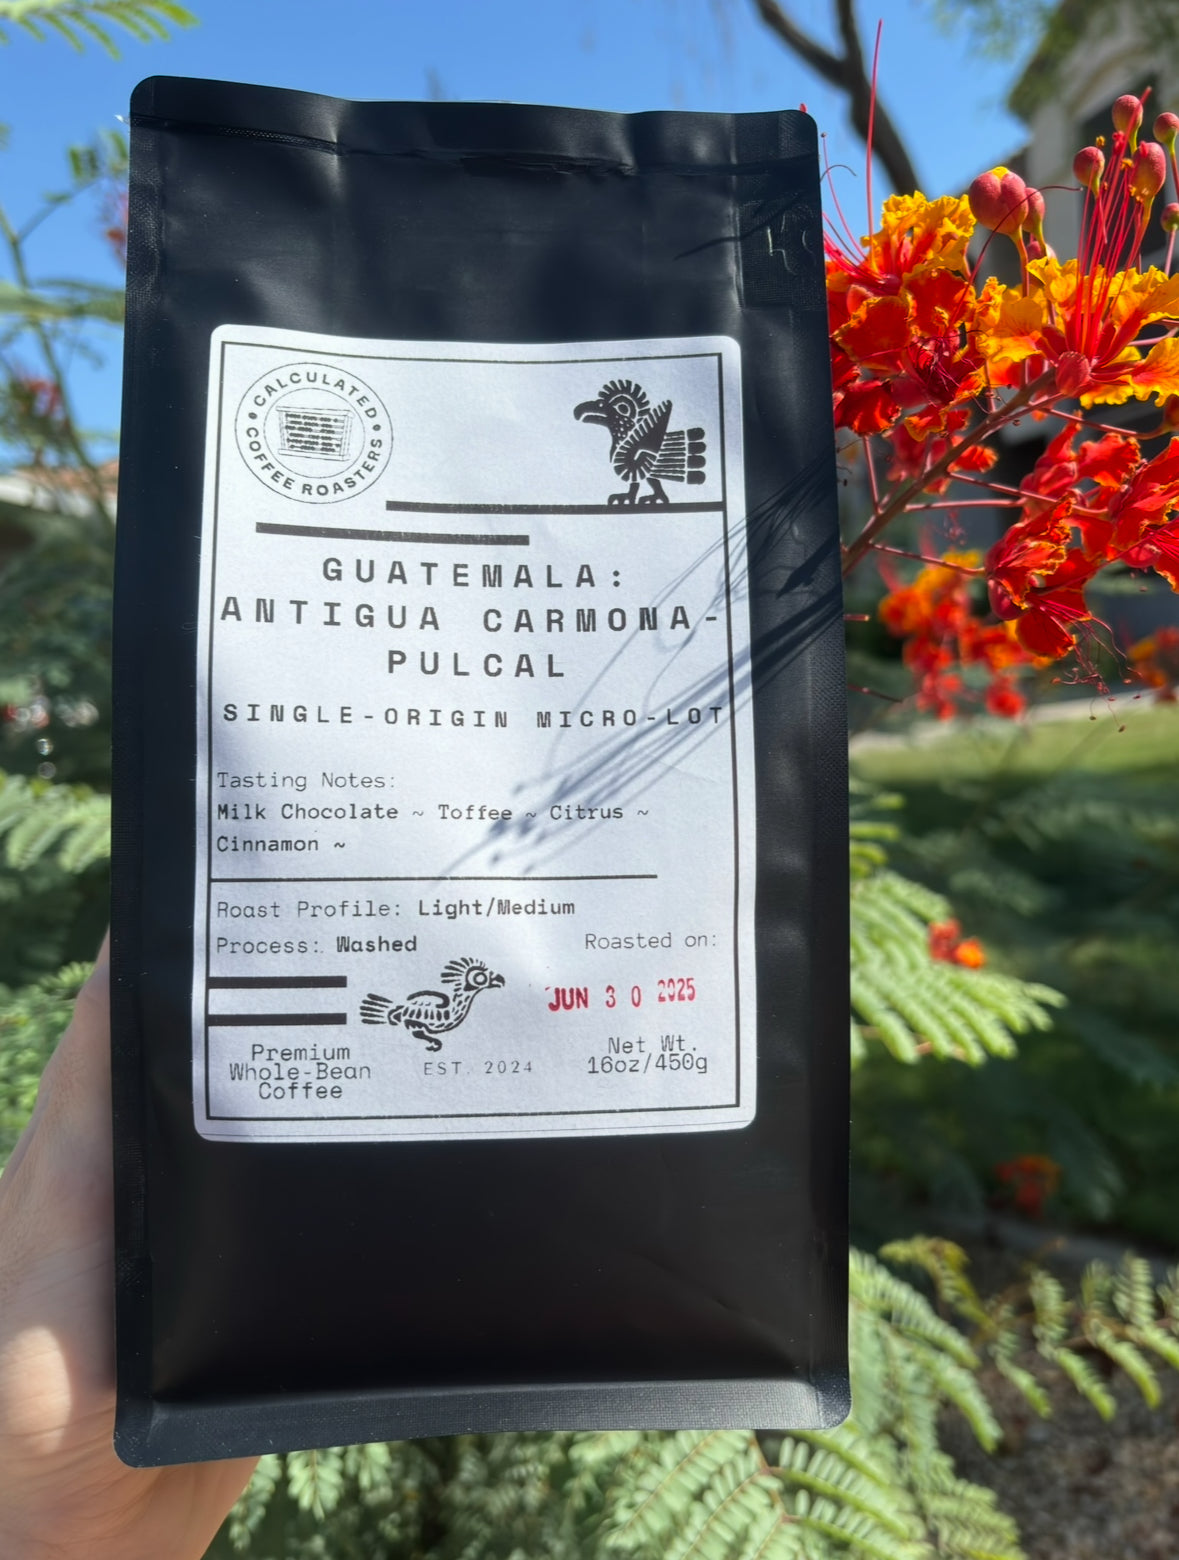 CALCULATED
COFFEE ROASTERS
GUATEMALA:
ANTIGUA CARMONA-
PULCAL
SINGLE-ORIGIN MICRO-LOT
Tasting Notes:
Milk Chocolate ~ Toffee ~ Citrus ~
Cinnamon ~
Roast Profile: Light/Medium
Process: Washed
Roasted on:
JUN 30 2025
Premium
Whole-Bean
Coffee
EST. 2024
Net Wt.
16oz/450g